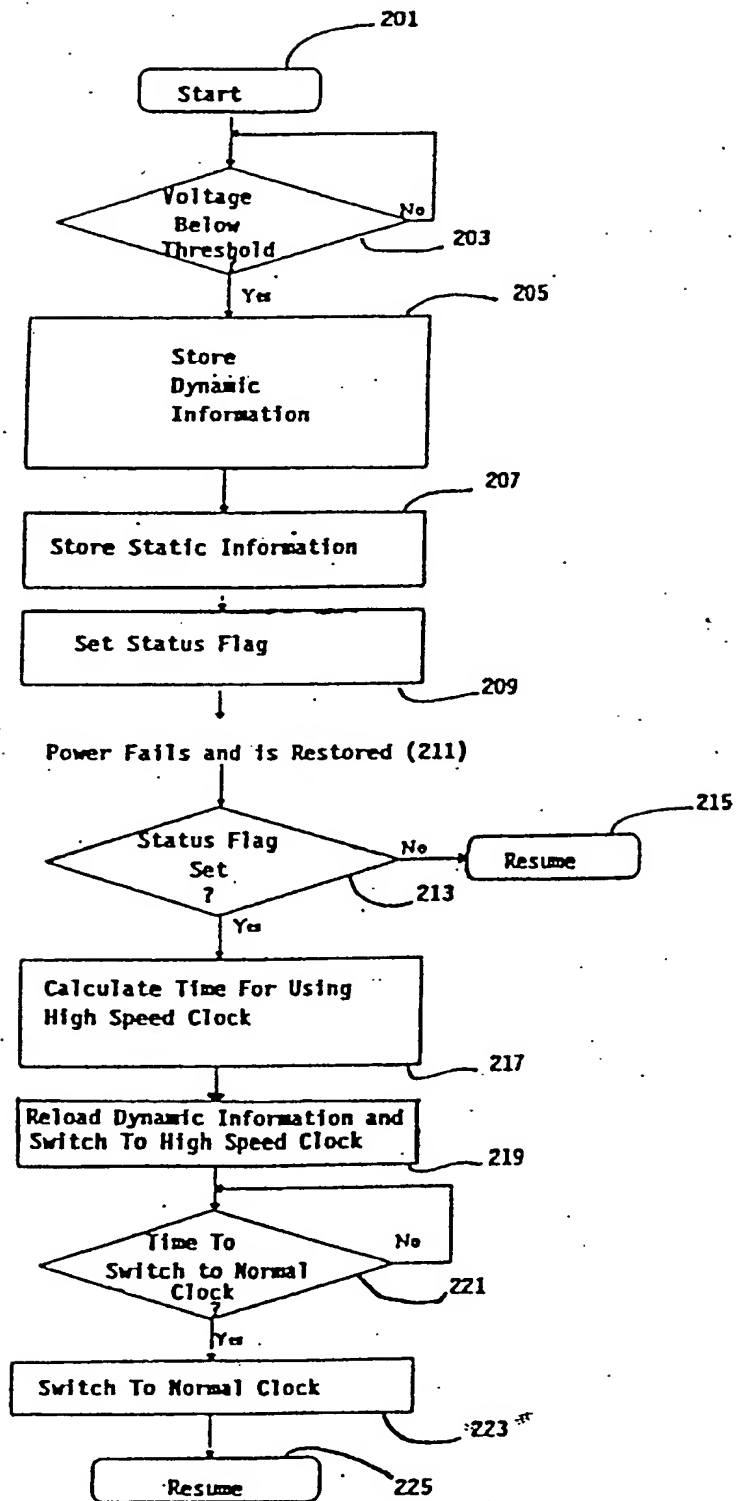 201
Start
Voltage
Below
Threshold
?
No
203
Yes
205
Store
Dynamic
Information
207
Store Static Information
Set Status Flag
209
Power Fails and is Restored (211)
215
Status Flag
Set
?
No
Resume
213
Yes
Calculate Time For Using
High Speed Clock
217
Reload Dynamic Information and
Switch To High Speed Clock
219
Time To
Switch to Normal
Clock
?
No
221
Yes
Switch To Normal Clock
223
Resume
225